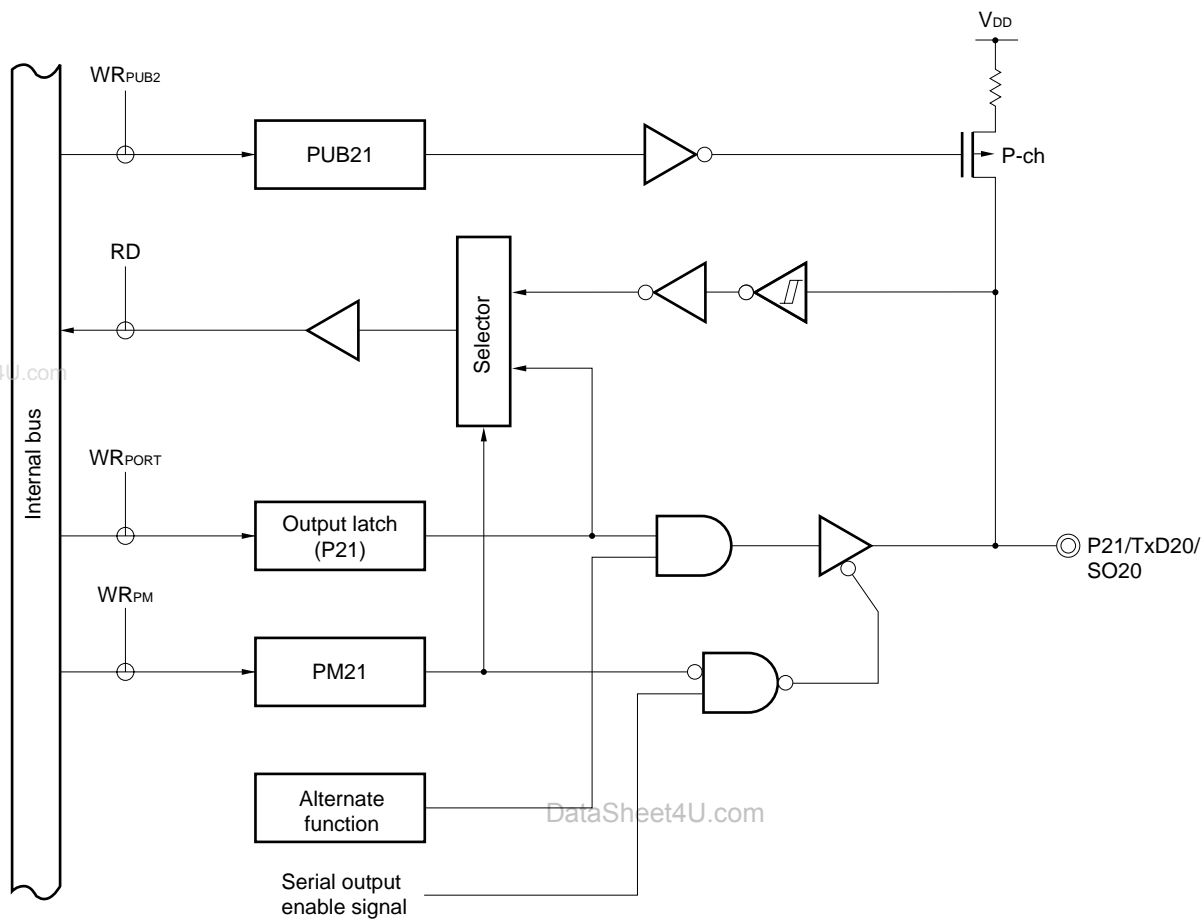 VDD
WRPUB2
PUB21
P-ch
RD
Selector
4U.com
Internal bus
WRPORT
Output latch
(P21)
P21/TxD20/
SO20
WRPM
PM21
Alternate
function
DataSheet4U.com
Serial output
enable signal